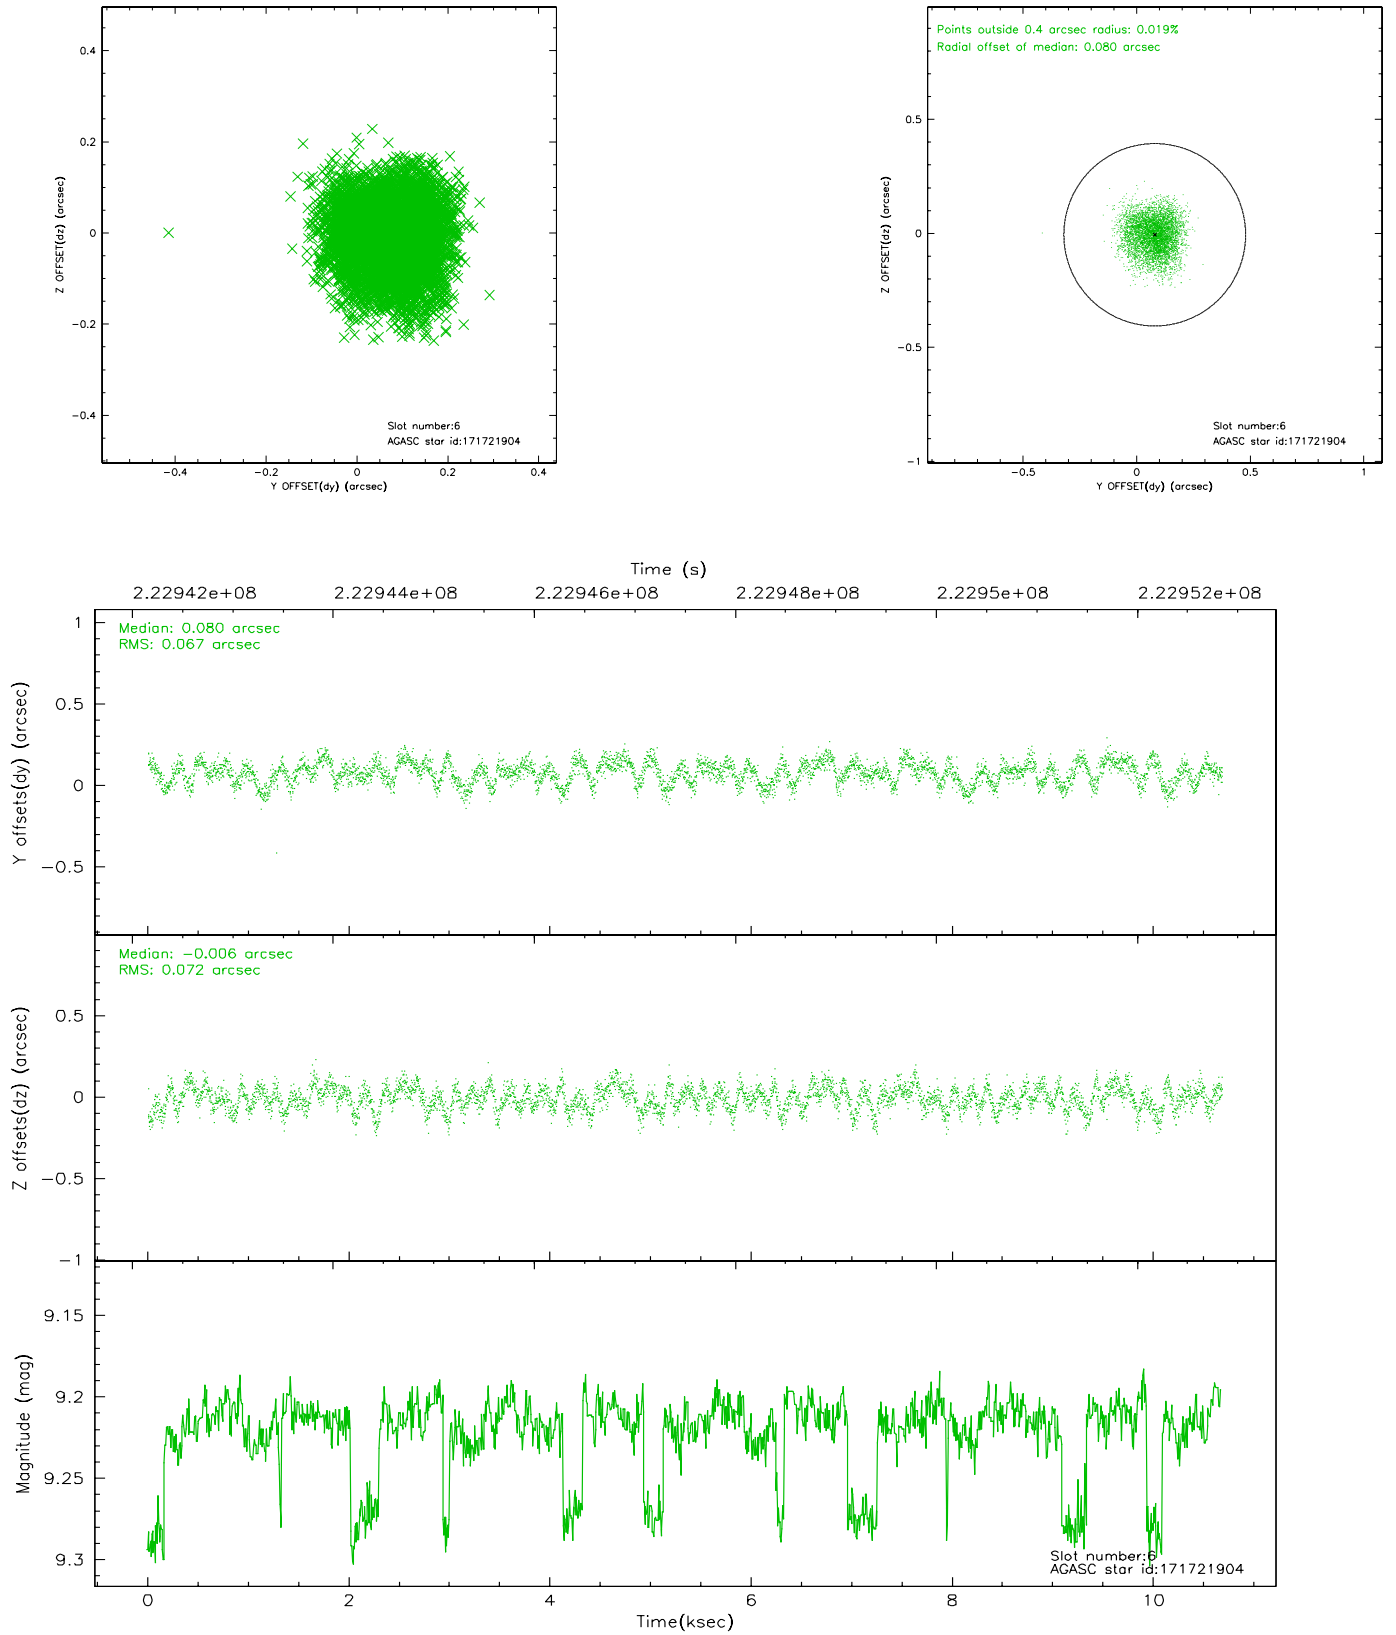 0.4
0.2
0
−0.2
−0.4
Z OFFSET(dz) (arcsec)
Slot number:6
AGASC star id:171721904
−0.4 −0.2 0 0.2 0.4
Y OFFSET(dy) (arcsec)
Points outside 0.4 arcsec radius: 0.019%
Radial offset of median: 0.080 arcsec
0.5
0
−0.5
−1
Z OFFSET(dz) (arcsec)
Slot number:6
AGASC star id:171721904
−0.5 0 0.5 1
Y OFFSET(dy) (arcsec)
Time (s)
2.22942e+08 2.22944e+08 2.22946e+08 2.22948e+08 2.2295e+08 2.22952e+08
Median: 0.080 arcsec
RMS: 0.067 arcsec
1
0.5
0
−0.5
Y offsets(dy) (arcsec)
Median: −0.006 arcsec
RMS: 0.072 arcsec
0.5
0
−0.5
−1
Z offsets(dz) (arcsec)
9.15
9.2
9.25
9.3
Magnitude (mag)
Slot number:6
AGASC star id:171721904
0 2 4 6 8 10
Time(ksec)